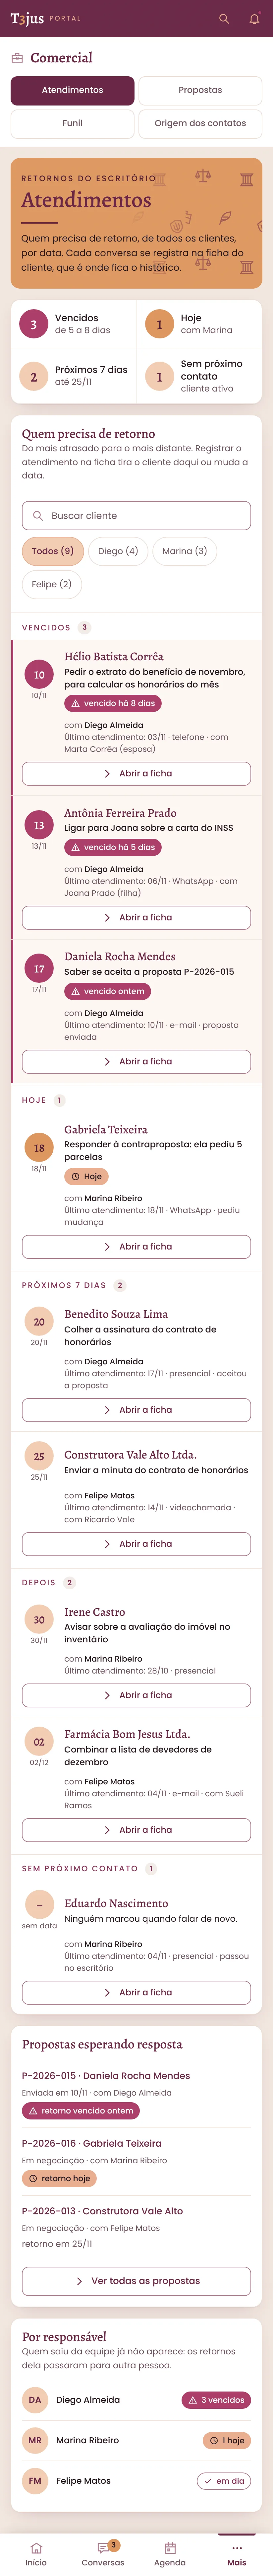 T3jus PORTAL
Comercial
Atendimentos
Propostas
Funil
Origem dos contatos
RETORNOS DO ESCRITÓRIO
Atendimentos
Quem precisa de retorno, de todos os clientes,
por data. Cada conversa se registra na ficha do
cliente, que é onde fica o histórico.
3
Vencidos
de 5 a 8 dias
1
Hoje
com Marina
2
Próximos 7 dias
até 25/11
1
Sem próximo
contato
cliente ativo
Quem precisa de retorno
Do mais atrasado para o mais distante. Registrar o
atendimento na ficha tira o cliente daqui ou muda a
data.
Buscar cliente
Todos (9)
Diego (4)
Marina (3)
Felipe (2)
VENCIDOS 3
10
10/11
Hélio Batista Corrêa
Pedir o extrato do benefício de novembro,
para calcular os honorários do mês
vencido há 8 dias
com Diego Almeida
Último atendimento: 03/11 · telefone · com
Marta Corrêa (esposa)
Abrir a ficha
13
13/11
Antônia Ferreira Prado
Ligar para Joana sobre a carta do INSS
vencido há 5 dias
com Diego Almeida
Último atendimento: 06/11 · WhatsApp · com
Joana Prado (filha)
Abrir a ficha
17
17/11
Daniela Rocha Mendes
Saber se aceita a proposta P-2026-015
vencido ontem
com Diego Almeida
Último atendimento: 10/11 · e-mail · proposta
enviada
Abrir a ficha
HOJE 1
18
18/11
Gabriela Teixeira
Responder à contraproposta: ela pediu 5
parcelas
Hoje
com Marina Ribeiro
Último atendimento: 18/11 · WhatsApp · pediu
mudança
Abrir a ficha
PRÓXIMOS 7 DIAS 2
20
20/11
Benedito Souza Lima
Colher a assinatura do contrato de
honorários
com Diego Almeida
Último atendimento: 17/11 · presencial · aceitou
a proposta
Abrir a ficha
25
25/11
Construtora Vale Alto Ltda.
Enviar a minuta do contrato de honorários
com Felipe Matos
Último atendimento: 14/11 · videochamada ·
com Ricardo Vale
Abrir a ficha
DEPOIS 2
30
30/11
Irene Castro
Avisar sobre a avaliação do imóvel no
inventário
com Marina Ribeiro
Último atendimento: 28/10 · presencial
Abrir a ficha
02
02/12
Farmácia Bom Jesus Ltda.
Combinar a lista de devedores de
dezembro
com Felipe Matos
Último atendimento: 04/11 · e-mail · com Sueli
Ramos
Abrir a ficha
SEM PRÓXIMO CONTATO 1
–
sem data
Eduardo Nascimento
Ninguém marcou quando falar de novo.
com Marina Ribeiro
Último atendimento: 04/11 · presencial · passou
no escritório
Abrir a ficha
Propostas esperando resposta
P-2026-015 · Daniela Rocha Mendes
Enviada em 10/11 · com Diego Almeida
retorno vencido ontem
P-2026-016 · Gabriela Teixeira
Em negociação · com Marina Ribeiro
retorno hoje
P-2026-013 · Construtora Vale Alto
Em negociação · com Felipe Matos
retorno em 25/11
Ver todas as propostas
Por responsável
Quem saiu da equipe já não aparece: os retornos
dela passaram para outra pessoa.
DA
Diego Almeida
3 vencidos
MR
Marina Ribeiro
1 hoje
FM
Felipe Matos
em dia
Início
Conversas
3
Agenda
Mais